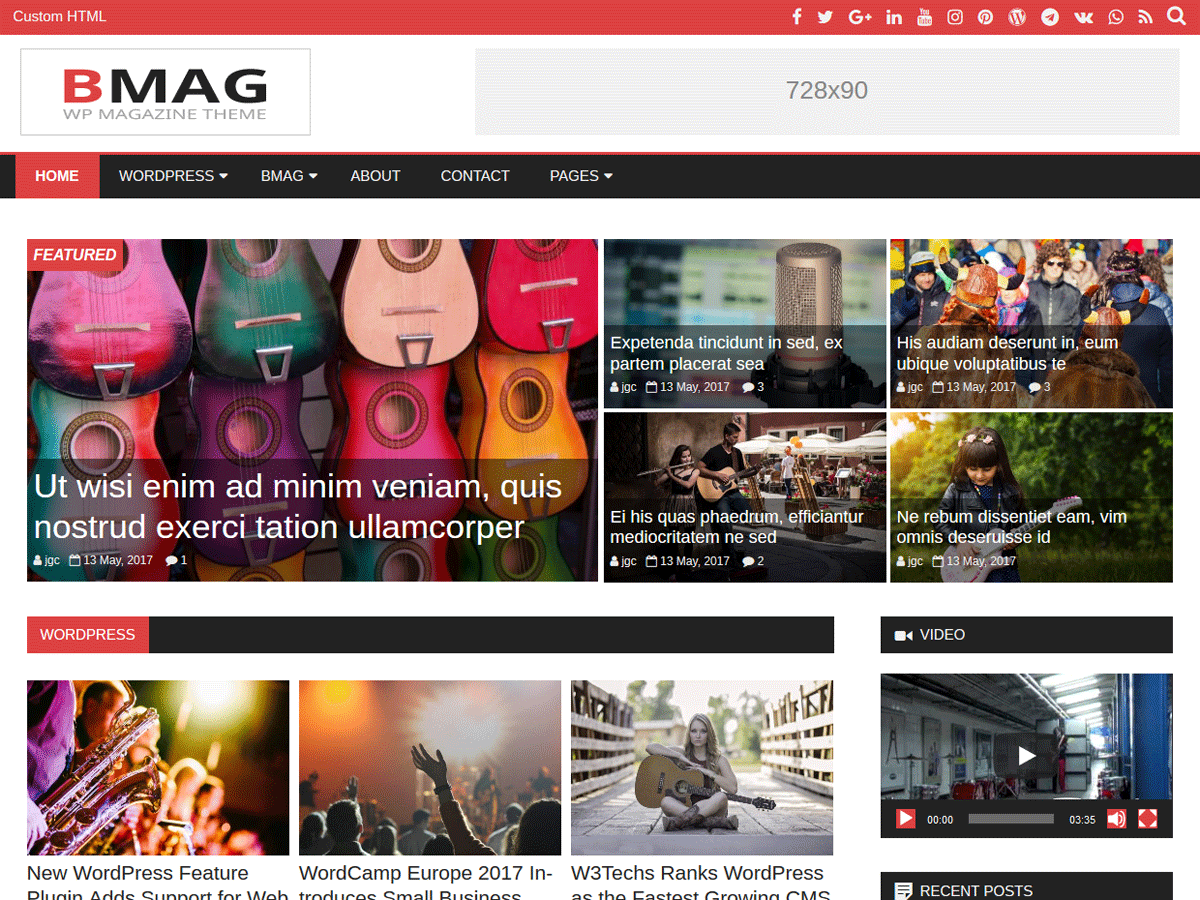 Custom HTML
BMAG
WP MAGAZINE THEME
728x90
HOME WORDPRESS BMAG ABOUT CONTACT PAGES
FEATURED
Ut wisi enim ad minim veniam, quis
nostrud exerci tation ullamcorper
jgc 13 May, 2017 1
Expetenda tincidunt in sed, ex
partem placerat sea
jgc 13 May, 2017 3
His audiam deserunt in, eum
ubique voluptatibus te
jgc 13 May, 2017 3
Ei his quas phaedrum, efficiantur
mediocritatem ne sed
jgc 13 May, 2017 2
Ne rebum dissentiet eam, vim
omnis deseruisse id
jgc 13 May, 2017
WORDPRESS
New WordPress Feature
Plugin Adds Support for Web
WordCamp Europe 2017 In-
troduces Small Business
W3Techs Ranks WordPress
as the Fastest Growing CMS
VIDEO
00:00 03:35
RECENT POSTS